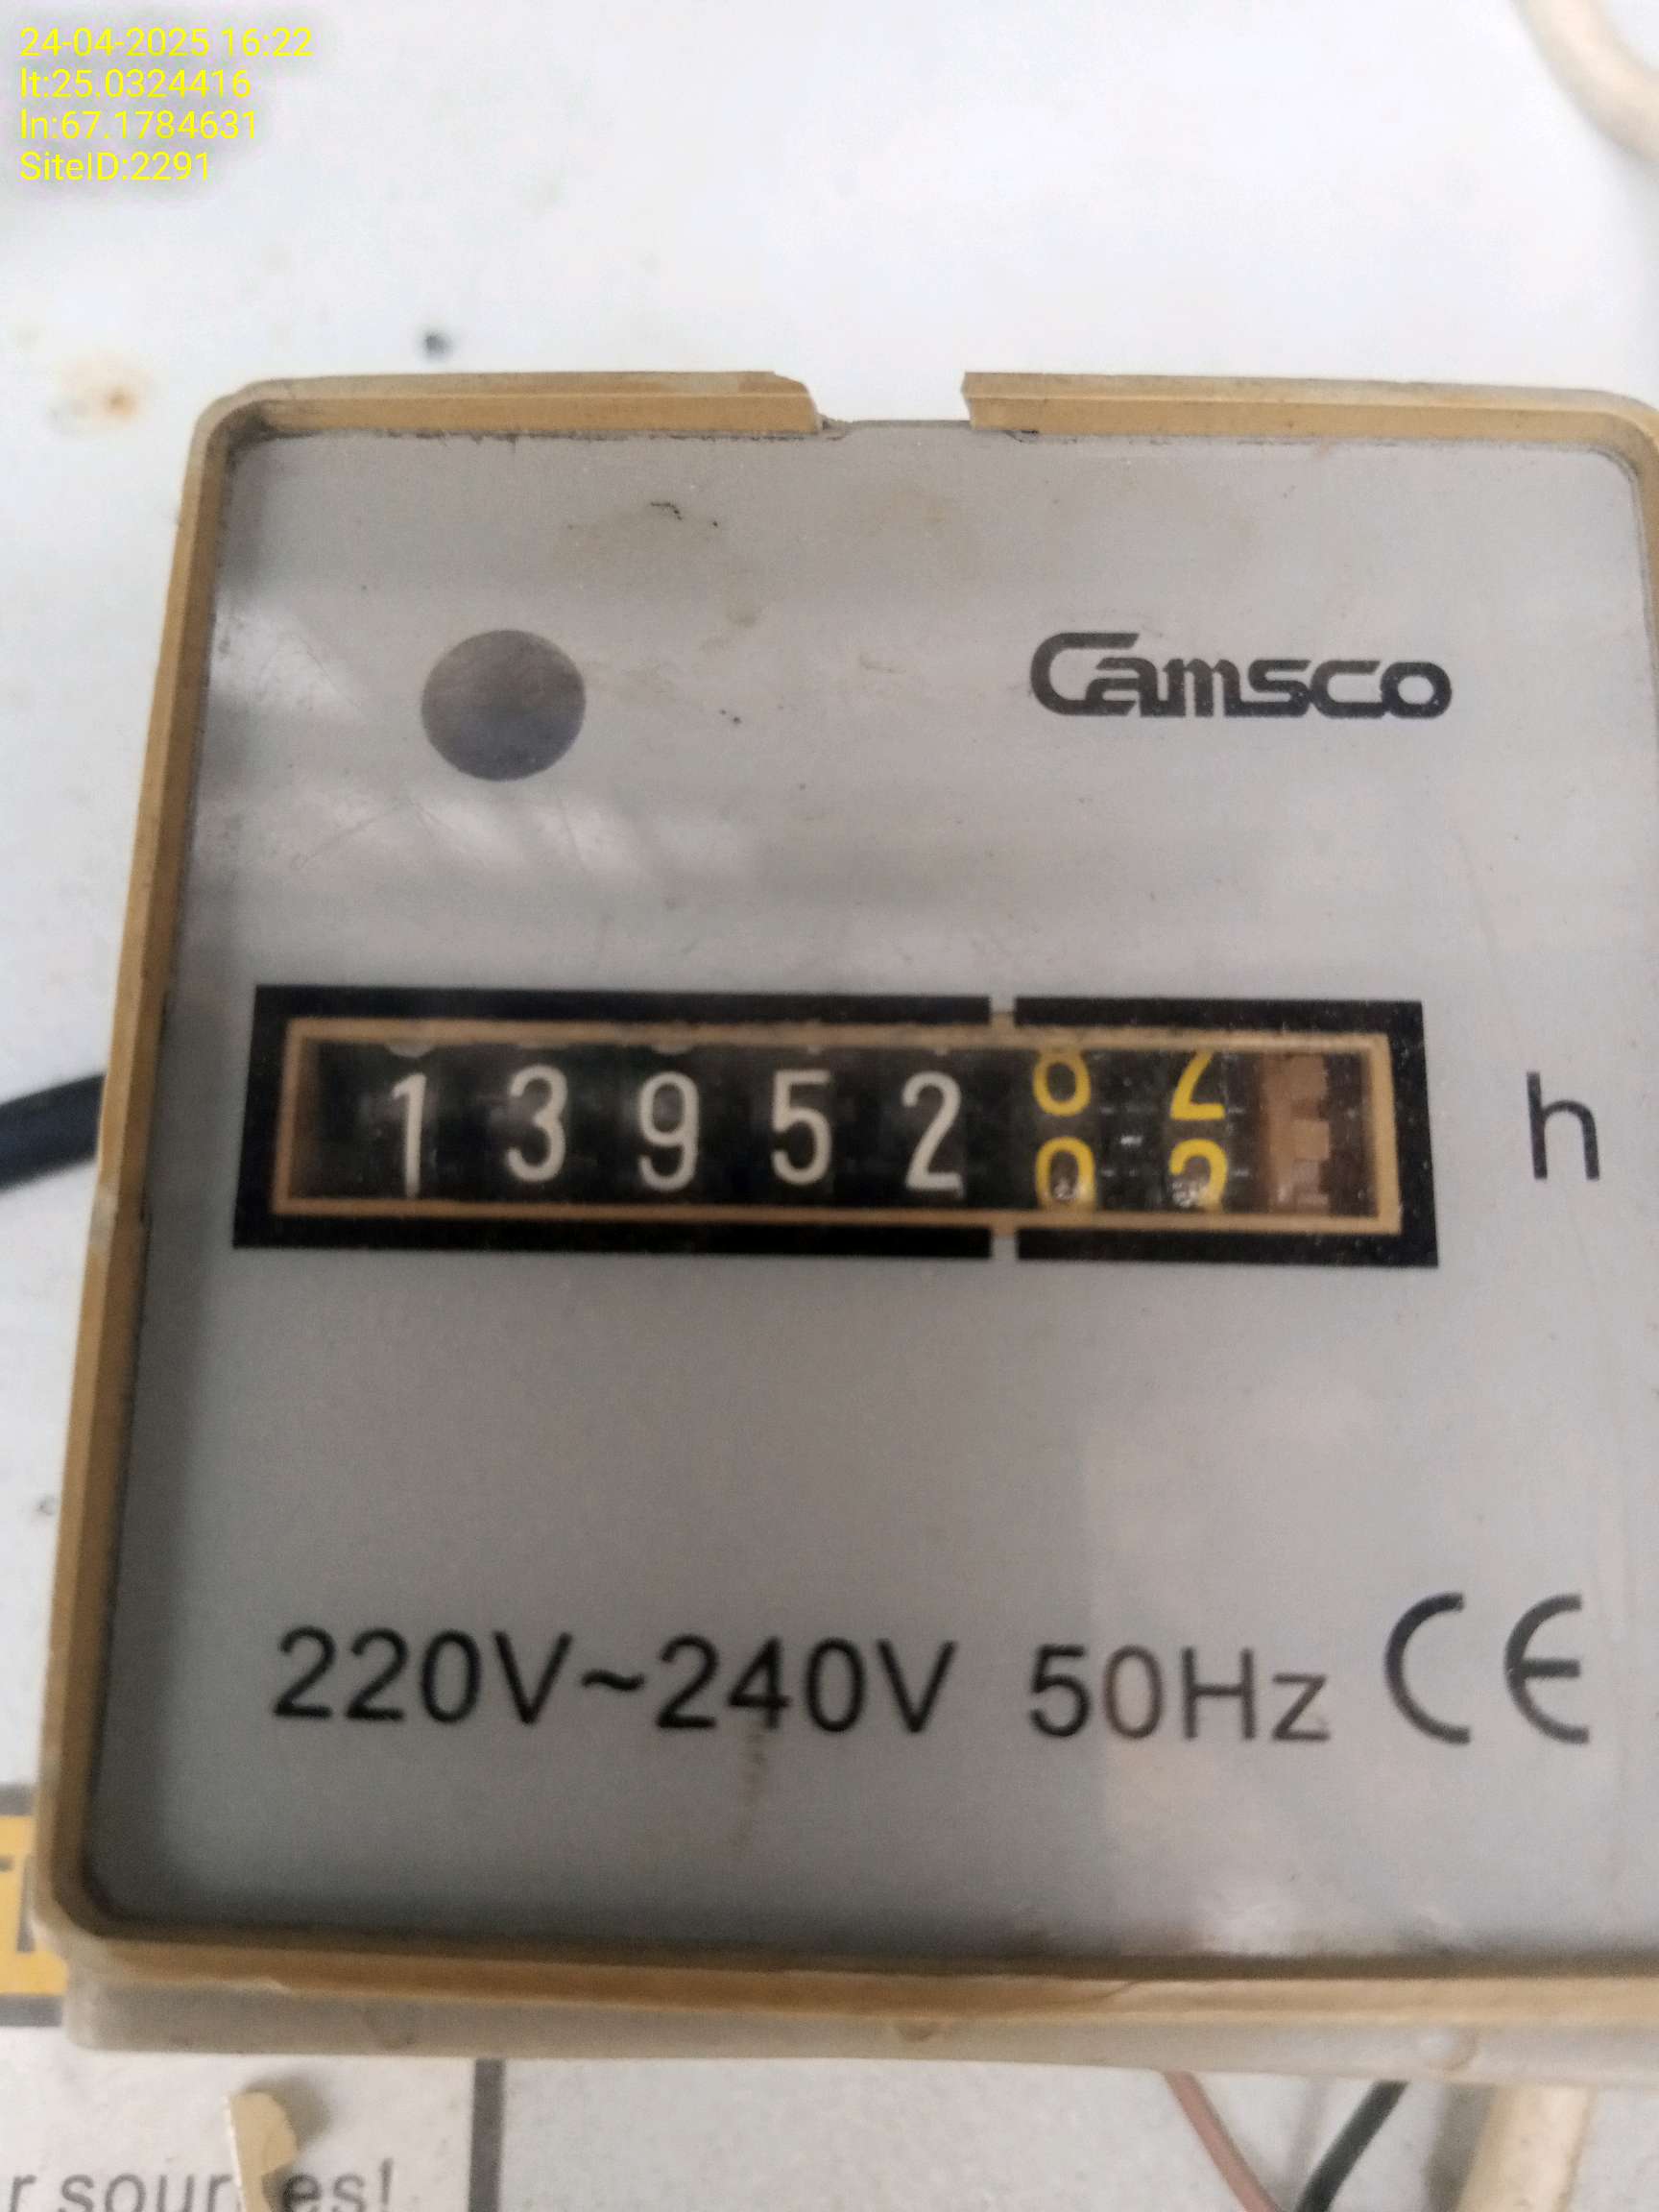 24-04-2025 16:22
lt:25.0324416
ln:67.1784631
SiteID:2291
Camsco
13952
h
220V~240V 50Hz CE
es!